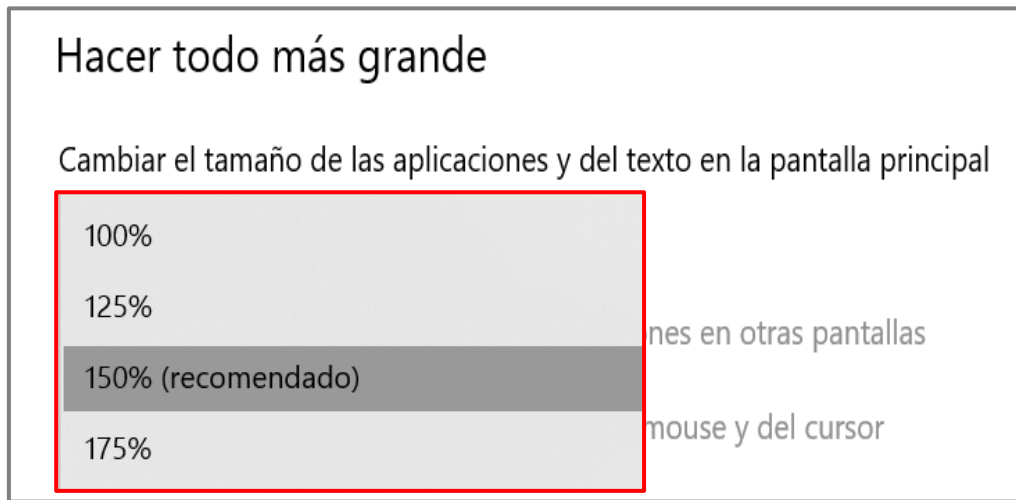 Hacer todo más grande
Cambiar el tamaño de las aplicaciones y del texto en la pantalla principal
100%
125%
en otras pantallas
150% (recomendado)
mouse y del cursor
175%